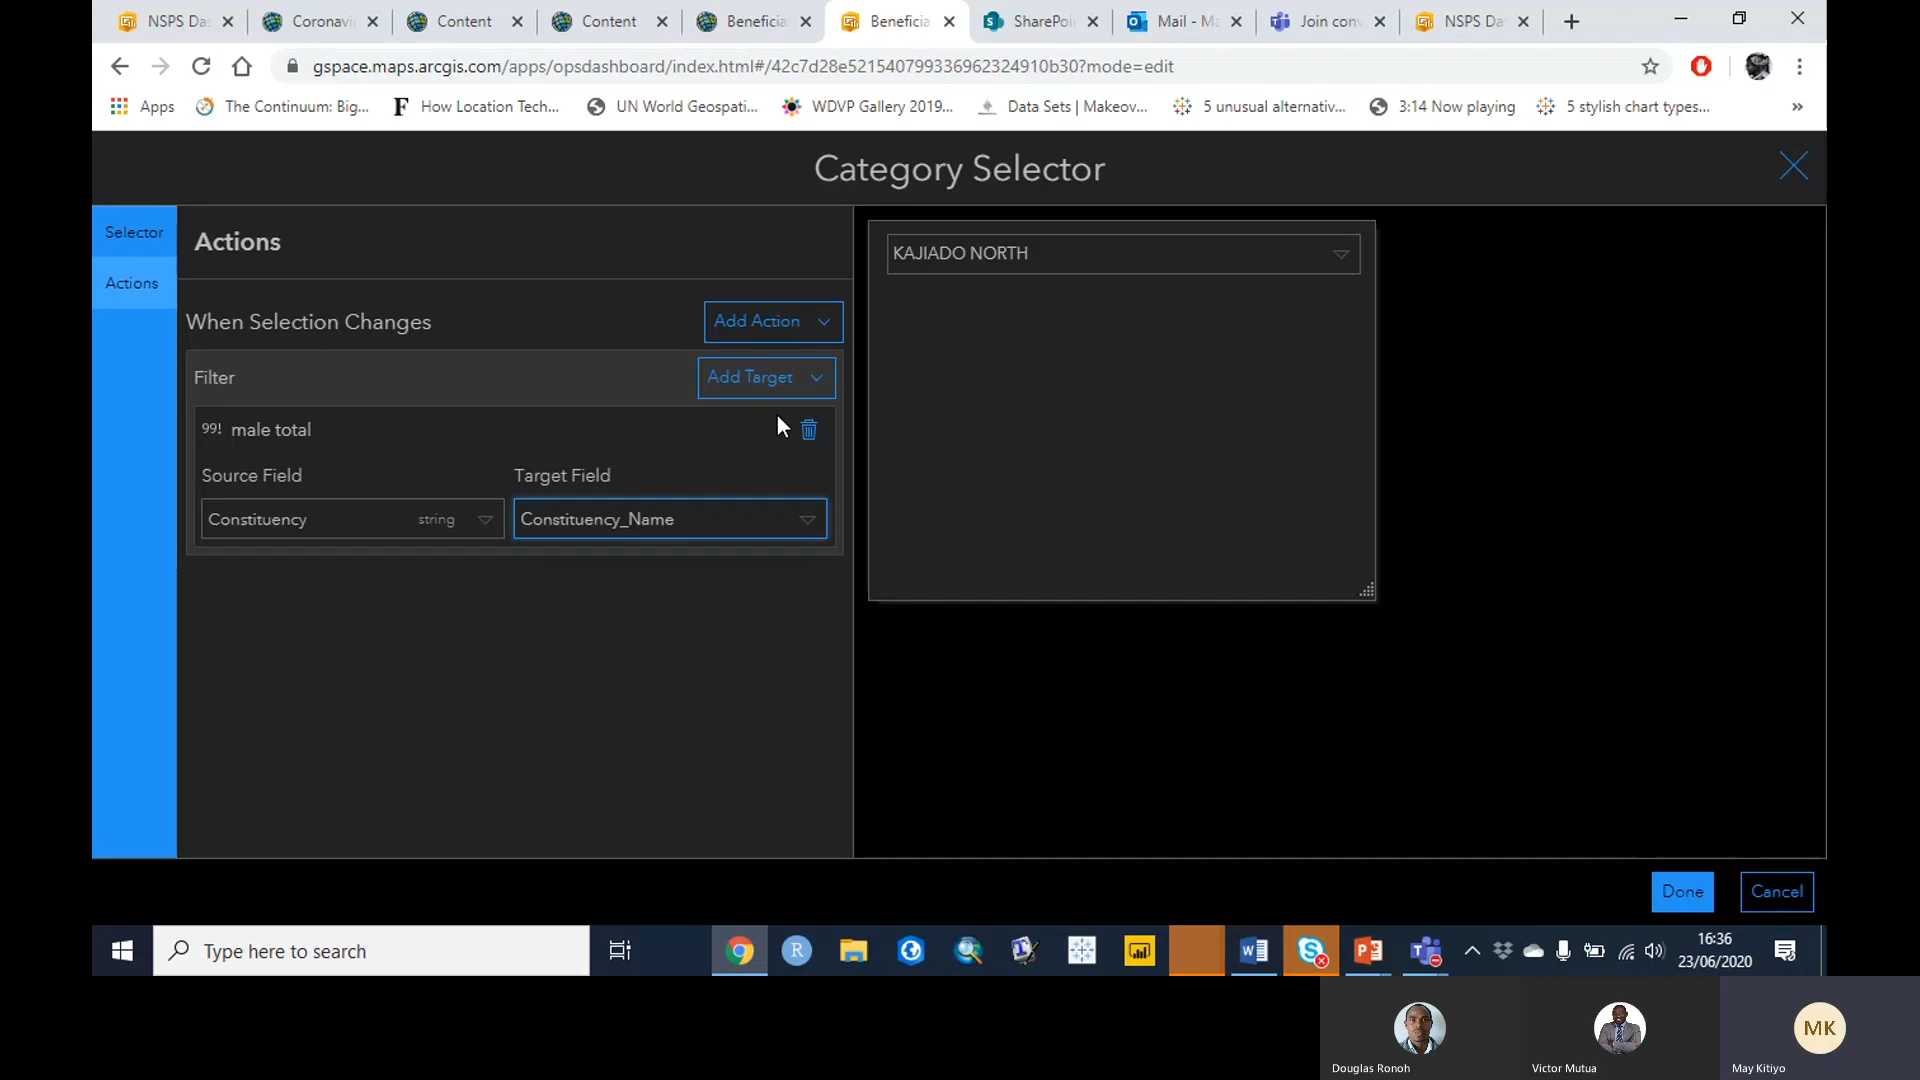 NSPS Da
Coronavi
Content
Content
Beneficia
Beneficia
SharePoi
Mail - Ma
Join conv
NSPS Da
gspace.maps.arcgis.com/apps/opsdashboard/index.html#/42c7d28e521540799336962324910b30?mode=edit
Apps
The Continuum: Big...
How Location Tech...
UN World Geospati...
WDVP Gallery 2019...
Data Sets | Makeov...
5 unusual alternativ...
3:14 Now playing
5 stylish chart types...
»
Category Selector
Selector
Actions
Actions
When Selection Changes
Add Action
Filter
Add Target
99! male total
Source Field
Target Field
Constituency string
Constituency_Name
KAJIADO NORTH
Done
Cancel
Type here to search
16:36
23/06/2020
MK
Douglas Ronoh
Victor Mutua
May Kitiyo